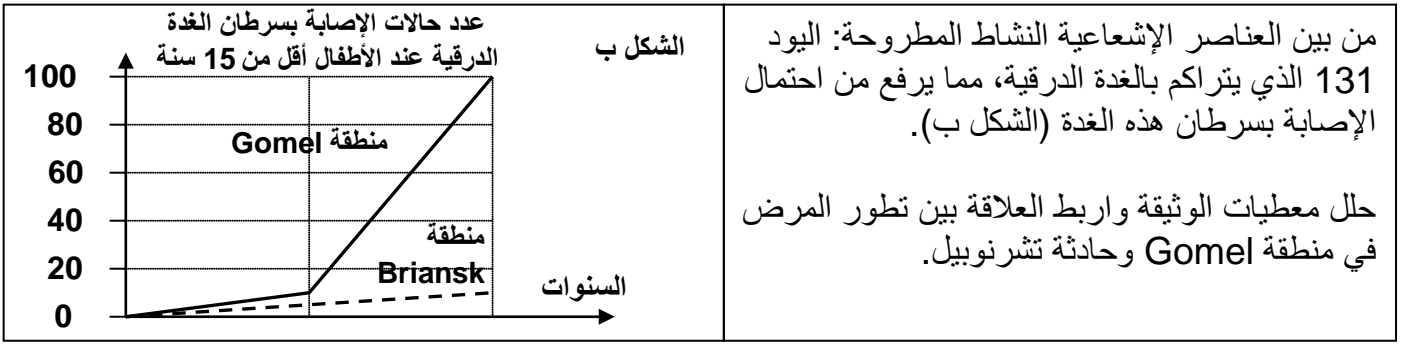 من بين العناصر الإشعاعية النشاط المطروحة: اليود
131 الذي يتراكم بالغدة الدرقية، مما يرفع من احتمال
الإصابة بسرطان هذه الغدة (الشكل ب).
حلل معطيات الوثيقة واربط العلاقة بين تطور المرض
في منطقة Gomel وحادثة تشرنوبيل.
الشكل ب
عدد حالات الإصابة بسرطان الغدة
الدرقية عند الأطفال أقل من 15 سنة
100
80
60
40
20
0
منطقة Gomel
منطقة
Briansk
السنوات